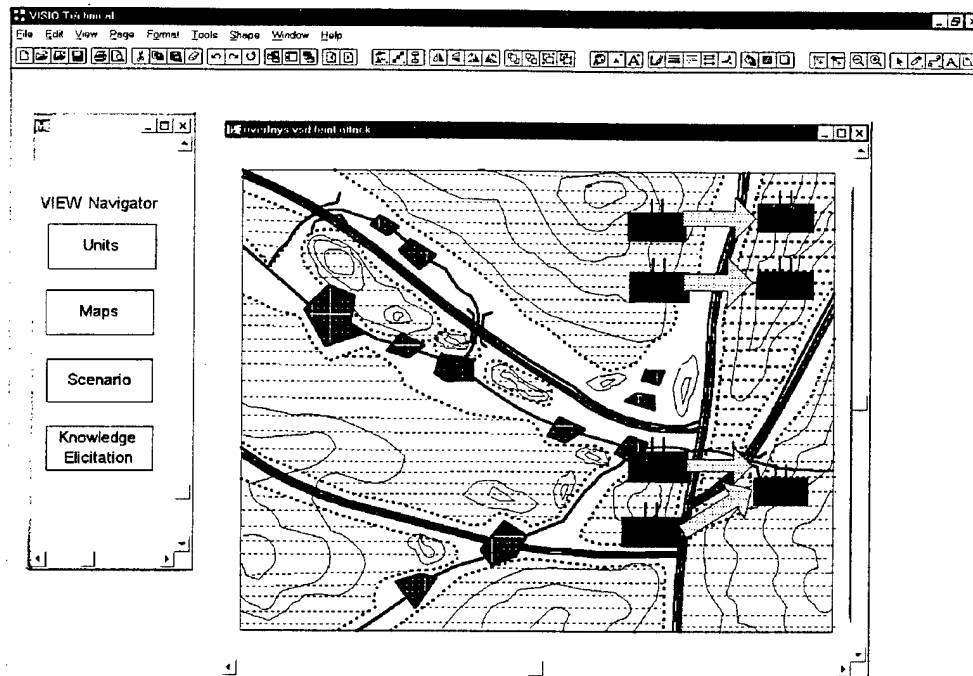 VISIO Technical
File Edit View Page Format Tools Shape Window Help
VIEW Navigator
Units
Maps
Scenario
Knowledge
Elicitation